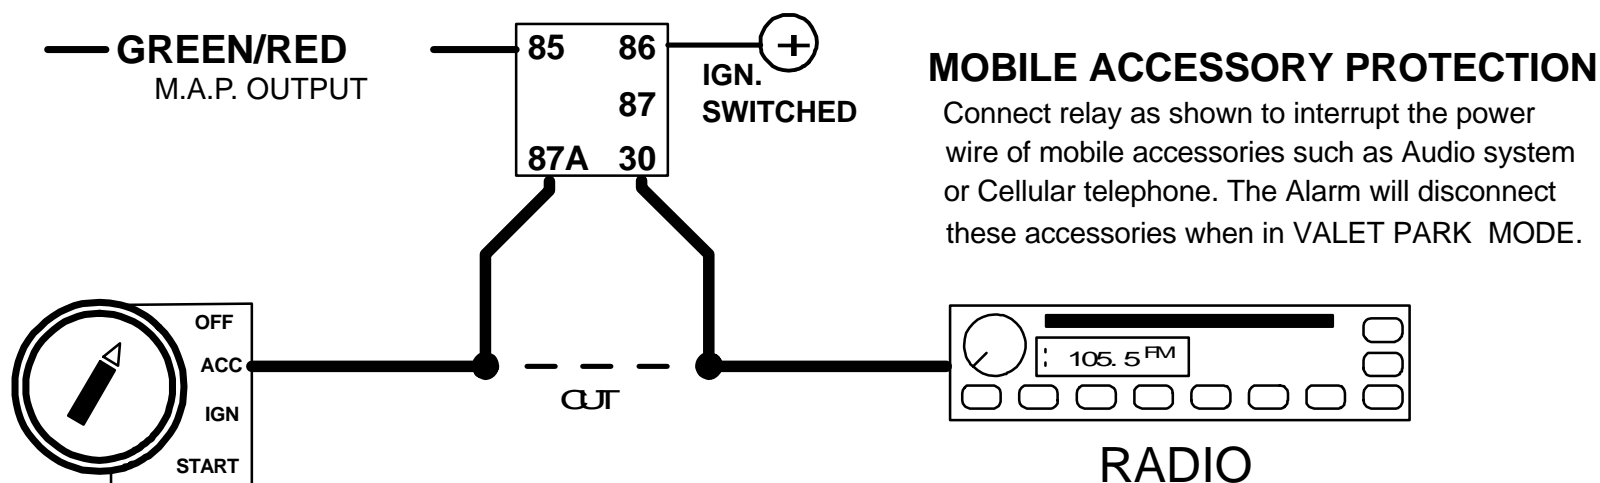 GREEN/RED
M.A.P. OUTPUT
85 86
87
87A 30
IGN.
SWITCHED
MOBILE ACCESSORY PROTECTION
Connect relay as shown to interrupt the power
wire of mobile accessories such as Audio system
or Cellular telephone. The Alarm will disconnect
these accessories when in VALET PARK MODE.
OFF
ACC
IGN
START
CUT
105.5 FM
RADIO